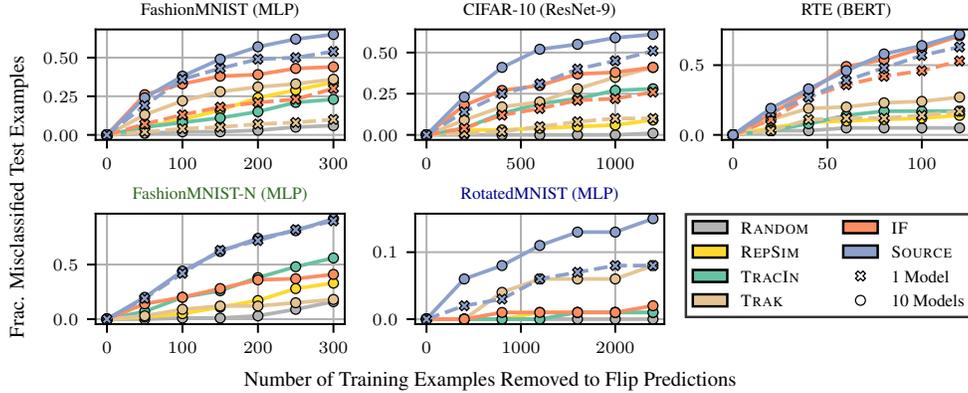 FashionMNIST (MLP)
CIFAR-10 (ResNet-9)
RTE (BERT)
Frac. Misclassified Test Examples
0.50
0.25
0.00
0 100 200 300
0.50
0.25
0.00
0 500 1000
0.5
0.0
0 50 100
FashionMNIST-N (MLP)
RotatedMNIST (MLP)
0.5
0.0
0 100 200 300
0.1
0.0
0 1000 2000
RANDOM
REPSIM
TRACIN
TRAK
IF
SOURCE
1 Model
10 Models
Number of Training Examples Removed to Flip Predictions